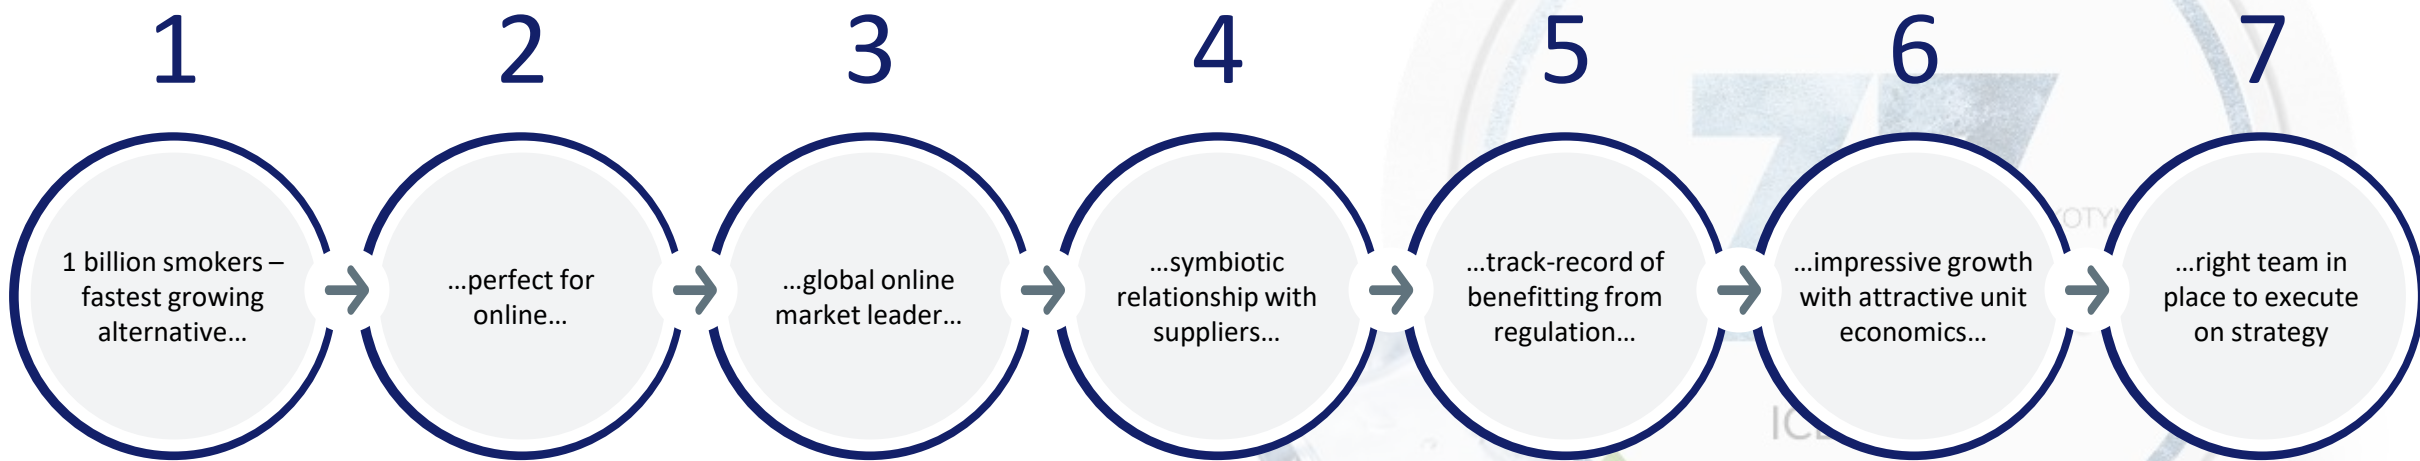 1
2
3
4
5
6
7
1 billion smokers –
fastest growing
alternative…
…perfect for
online…
…global online
market leader…
…symbiotic
relationship with
suppliers…
…track-record of
benefitting from
regulation…
…impressive growth
with attractive unit
economics…
…right team in
place to execute
on strategy
77